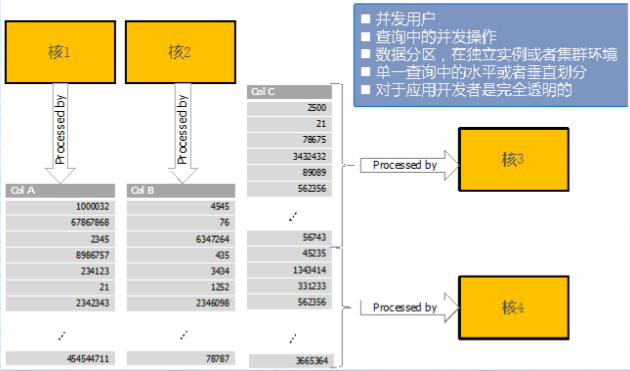 核1
核2
■ 并发用户
■ 查询中的并发操作
■ 数据分区，在独立实例或者集群环境
■ 单一查询中的水平或者垂直划分
■ 对于应用开发者是完全透明的
Processed by
Processed by
Col C
2500
21
78675
3432432
89089
562356
56743
45235
1343414
331233
562356
3665364
Processed by
核3
Processed by
核4
Col A
1000032
67867868
2345
8986757
234123
21
2342343
454544711
Col B
4545
76
6347264
435
3434
1252
2346098
78787